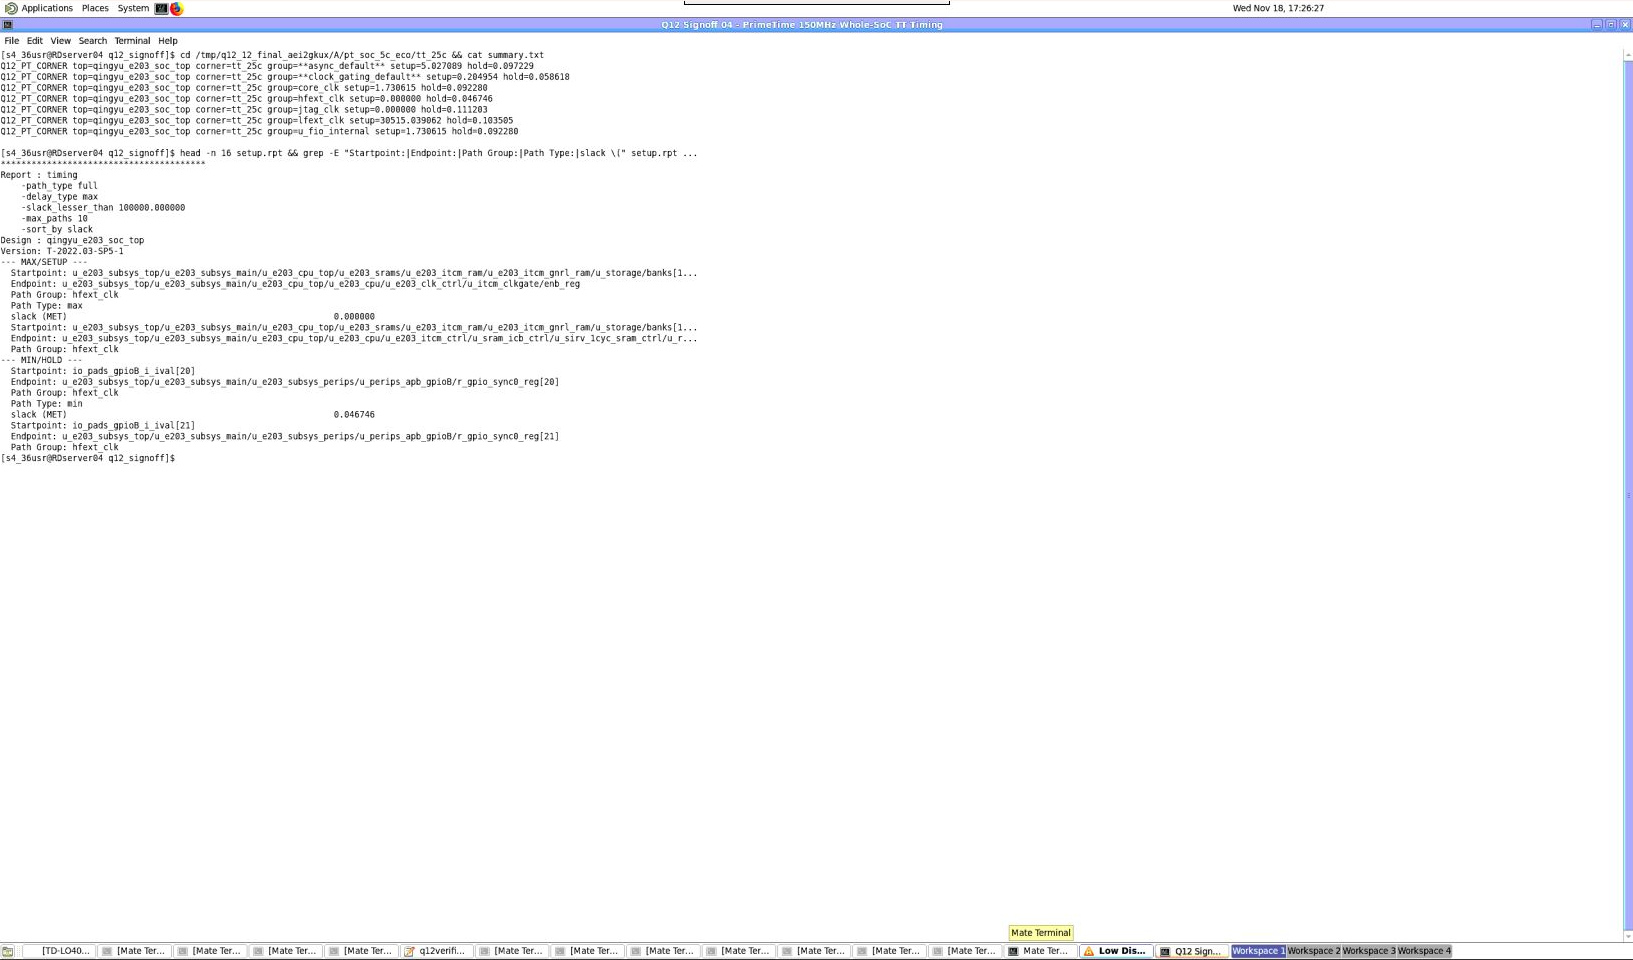 Applications Places System Wed Nov 18, 17:26:27
Q12 Signoff 04 - PrimeTime 150MHz Whole-SoC TT Timing
File Edit View Search Terminal Help
[s4_36usr@RDserver04 q12_signoff]$ cd /tmp/q12_12_final_aei2gkux/A/pt_soc_5c_eco/tt_25c && cat summary.txt
Q12_PT_CORNER top=qingyu_e203_soc_top corner=tt_25c group=**async_default** setup=5.027089 hold=0.097229
Q12_PT_CORNER top=qingyu_e203_soc_top corner=tt_25c group=**clock_gating_default** setup=0.204954 hold=0.058618
Q12_PT_CORNER top=qingyu_e203_soc_top corner=tt_25c group=core_clk setup=1.730615 hold=0.092280
Q12_PT_CORNER top=qingyu_e203_soc_top corner=tt_25c group=hfext_clk setup=0.000000 hold=0.046746
Q12_PT_CORNER top=qingyu_e203_soc_top corner=tt_25c group=jtag_clk setup=0.000000 hold=0.111203
Q12_PT_CORNER top=qingyu_e203_soc_top corner=tt_25c group=lfext_clk setup=30515.039062 hold=0.103505
Q12_PT_CORNER top=qingyu_e203_soc_top corner=tt_25c group=u_fio_internal setup=1.730615 hold=0.092280
[s4_36usr@RDserver04 q12_signoff]$ head -n 16 setup.rpt && grep -E "Startpoint:|Endpoint:|Path Group:|Path Type:|slack \(" setup.rpt ...
****************************************
Report : timing
-path_type full
-delay_type max
-slack_lesser_than 100000.000000
-max_paths 10
-sort_by slack
Design : qingyu_e203_soc_top
Version: T-2022.03-SP5-1
--- MAX/SETUP ---
Startpoint: u_e203_subsys_top/u_e203_subsys_main/u_e203_cpu_top/u_e203_srams/u_e203_itcm_ram/u_e203_itcm_gnrl_ram/u_storage/banks[1...
Endpoint: u_e203_subsys_top/u_e203_subsys_main/u_e203_cpu_top/u_e203_cpu/u_e203_clk_ctrl/u_itcm_clkgate/enb_reg
Path Group: hfext_clk
Path Type: max
slack (MET) 0.000000
Startpoint: u_e203_subsys_top/u_e203_subsys_main/u_e203_cpu_top/u_e203_srams/u_e203_itcm_ram/u_e203_itcm_gnrl_ram/u_storage/banks[1...
Endpoint: u_e203_subsys_top/u_e203_subsys_main/u_e203_cpu_top/u_e203_cpu/u_e203_itcm_ctrl/u_sram_icb_ctrl/u_sirv_1cyc_sram_ctrl/u_r...
Path Group: hfext_clk
--- MIN/HOLD ---
Startpoint: io_pads_gpioB_i_ival[20]
Endpoint: u_e203_subsys_top/u_e203_subsys_main/u_e203_subsys_perips/u_perips_apb_gpioB/r_gpio_sync0_reg[20]
Path Group: hfext_clk
Path Type: min
slack (MET) 0.046746
Startpoint: io_pads_gpioB_i_ival[21]
Endpoint: u_e203_subsys_top/u_e203_subsys_main/u_e203_subsys_perips/u_perips_apb_gpioB/r_gpio_sync0_reg[21]
Path Group: hfext_clk
[s4_36usr@RDserver04 q12_signoff]$
Mate Terminal
[TD-LO40... [Mate Ter... [Mate Ter... [Mate Ter... [Mate Ter... q12verifi... [Mate Ter... [Mate Ter... [Mate Ter... [Mate Ter... [Mate Ter... [Mate Ter... [Mate Ter... Mate Ter... Low Dis... Q12 Sign... Workspace 1 Workspace 2 Workspace 3 Workspace 4